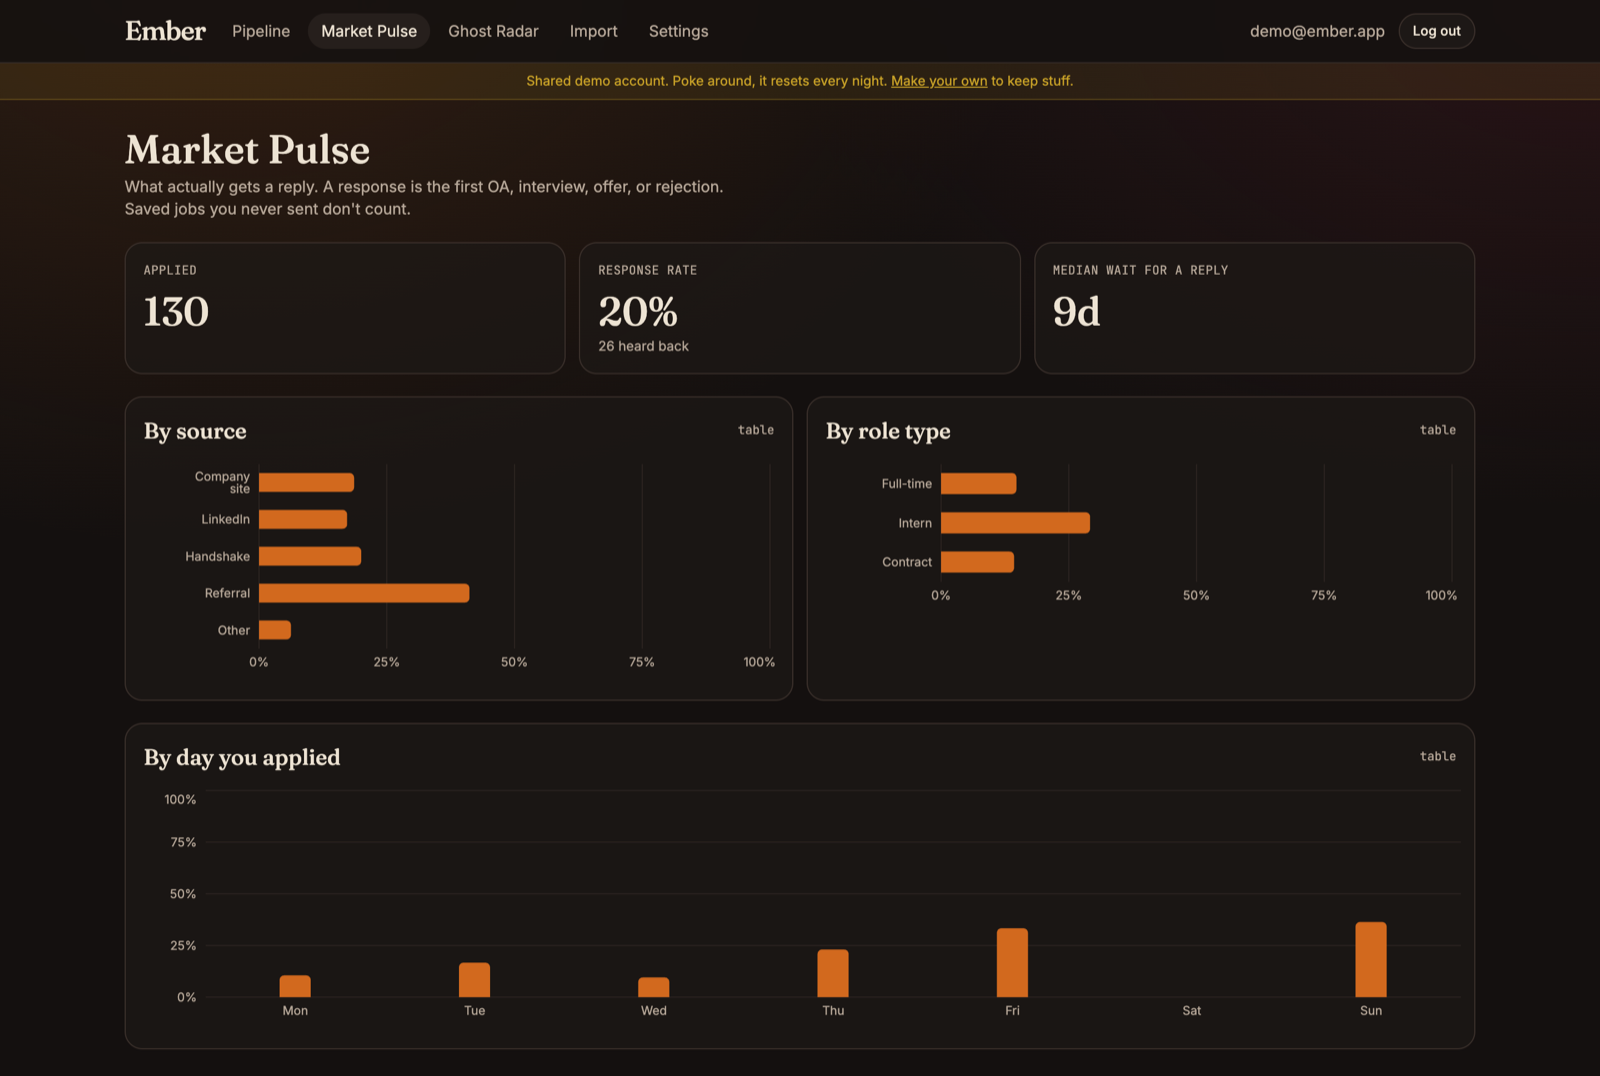 Ember Pipeline Market Pulse Ghost Radar Import Settings demo@ember.app Log out
Shared demo account. Poke around, it resets every night. Make your own to keep stuff.
Market Pulse
What actually gets a reply. A response is the first OA, interview, offer, or rejection.
Saved jobs you never sent don't count.
APPLIED
130
RESPONSE RATE
20%
26 heard back
MEDIAN WAIT FOR A REPLY
9d
By source table
Company
site
LinkedIn
Handshake
Referral
Other
0% 25% 50% 75% 100%
By role type table
Full-time
Intern
Contract
0% 25% 50% 75% 100%
By day you applied table
100%
75%
50%
25%
0%
Mon Tue Wed Thu Fri Sat Sun